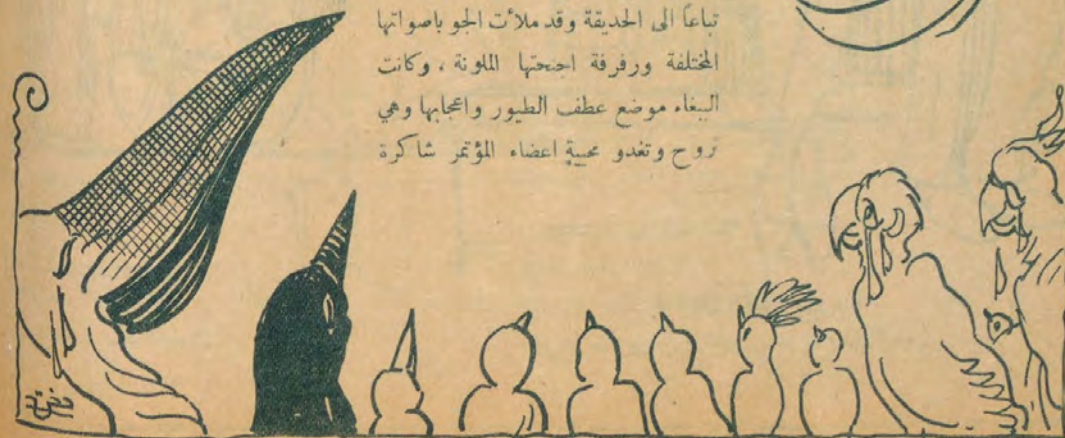 تباعاً الى الحديقة وقد ملأت الجو باصواتها
المختلفة ورفرفة اجنحتها الملونة ، وكانت
الببغاء موضع عطف الطيور واعجابها وهي
تروح وتغدو محييةٍ اعضاء المؤتمر شاكرة